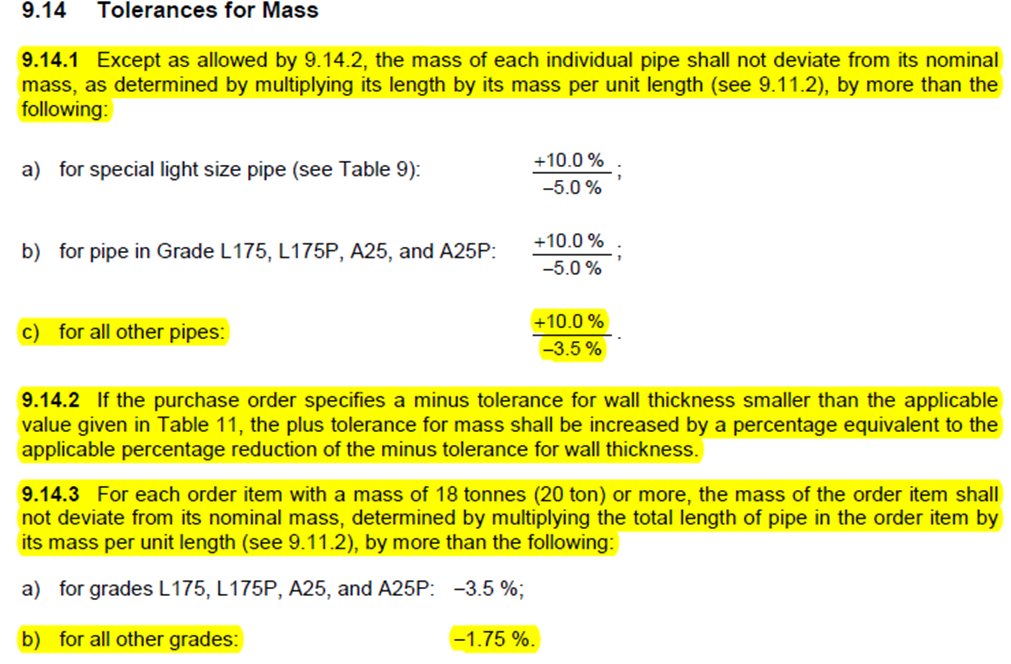 9.14 Tolerances for Mass
9.14.1 Except as allowed by 9.14.2, the mass of each individual pipe shall not deviate from its nominal
mass, as determined by multiplying its length by its mass per unit length (see 9.11.2), by more than the
following:
a) for special light size pipe (see Table 9):
+10.0 %
–5.0 % ;
b) for pipe in Grade L175, L175P, A25, and A25P:
+10.0 %
–5.0 % ;
c) for all other pipes:
+10.0 %
–3.5 % .
9.14.2 If the purchase order specifies a minus tolerance for wall thickness smaller than the applicable
value given in Table 11, the plus tolerance for mass shall be increased by a percentage equivalent to the
applicable percentage reduction of the minus tolerance for wall thickness.
9.14.3 For each order item with a mass of 18 tonnes (20 ton) or more, the mass of the order item shall
not deviate from its nominal mass, determined by multiplying the total length of pipe in the order item by
its mass per unit length (see 9.11.2), by more than the following:
a) for grades L175, L175P, A25, and A25P: –3.5 %;
b) for all other grades: –1.75 %.